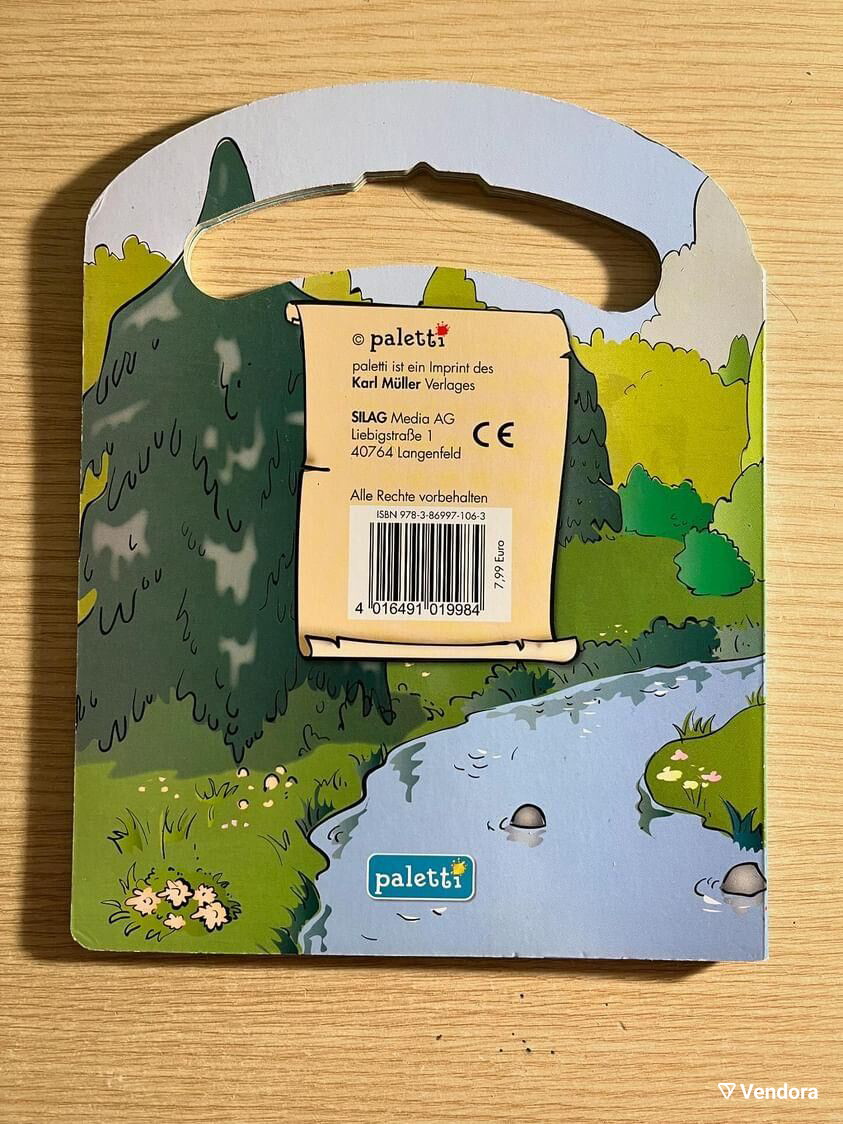 © paletti
paletti ist ein Imprint des
Karl Müller Verlages
SILAG Media AG
Liebigstraße 1
40764 Langenfeld
CE
Alle Rechte vorbehalten
ISBN 978-3-86997-106-3
7,99 Euro
4 016491 019984
paletti
Vendora